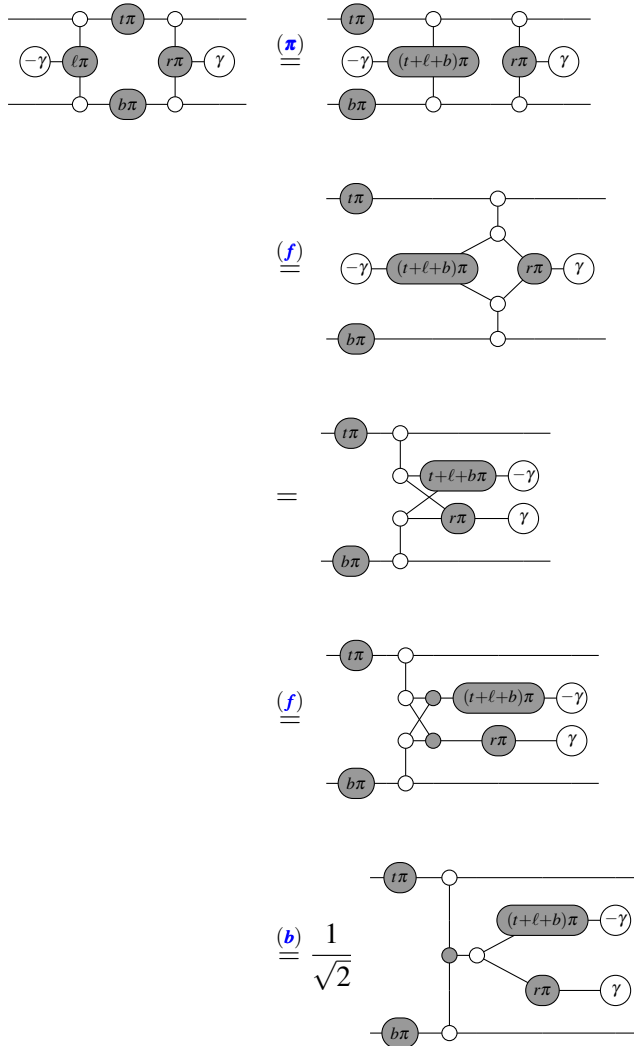 tπ (π) tπ
-γ ℓπ rπ γ = -γ (t+ℓ+b)π rπ γ
bπ bπ
tπ
(f)
= -γ (t+ℓ+b)π rπ γ
bπ
tπ
t+ℓ+bπ -γ
=
rπ γ
bπ
tπ
(f) (t+ℓ+b)π -γ
= rπ γ
bπ
tπ
(t+ℓ+b)π -γ
(b) 1
= √2
rπ γ
bπ